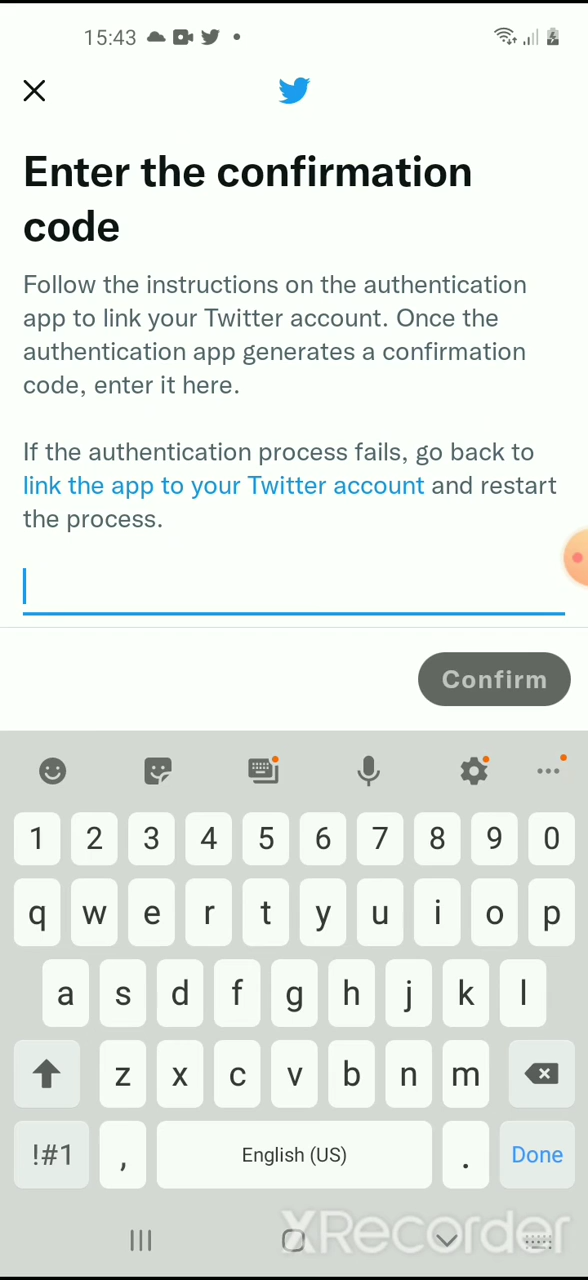 15:43
Enter the confirmation
code
Follow the instructions on the authentication
app to link your Twitter account. Once the
authentication app generates a confirmation
code, enter it here.
If the authentication process fails, go back to
link the app to your Twitter account and restart
the process.
Confirm
1 2 3 4 5 6 7 8 9 0
q w e r t y u i o p
a s d f g h j k l
z x c v b n m
!#1 , English (US) . Done
XRecorder